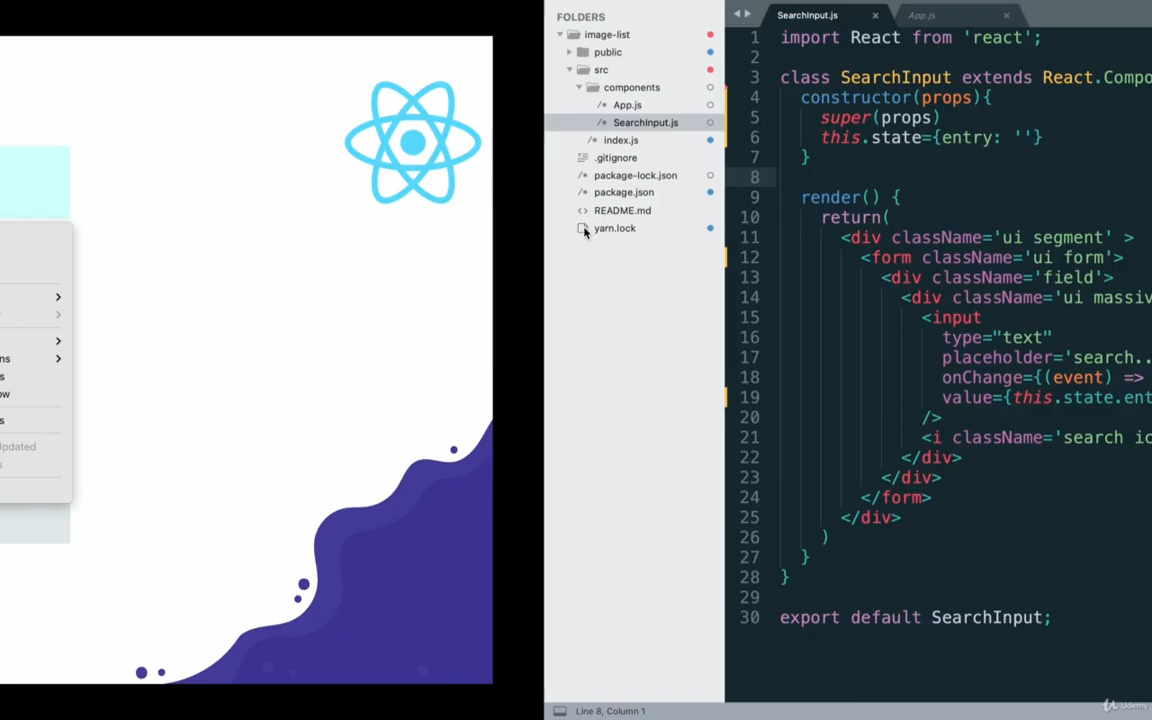 ns
s
ow
s
Updated
s
FOLDERS
image-list
public
src
components
App.js
SearchInput.js
index.js
.gitignore
package-lock.json
package.json
README.md
yarn.lock
SearchInput.js
App.js
1 import React from 'react';
2
3 class SearchInput extends React.Compo
4 constructor(props){
5 super(props)
6 this.state={entry: ''}
7 }
8
9 render() {
10 return(
11 <div className='ui segment' >
12 <form className='ui form'>
13 <div className='field'>
14 <div className='ui massiv
15 <input
16 type="text"
17 placeholder='search..
18 onChange={(event) =>
19 value={this.state.ent
20 />
21 <i className='search ic
22 </div>
23 </div>
24 </form>
25 </div>
26 )
27 }
28 }
29
30 export default SearchInput;
Line 8, Column 1
Udemy